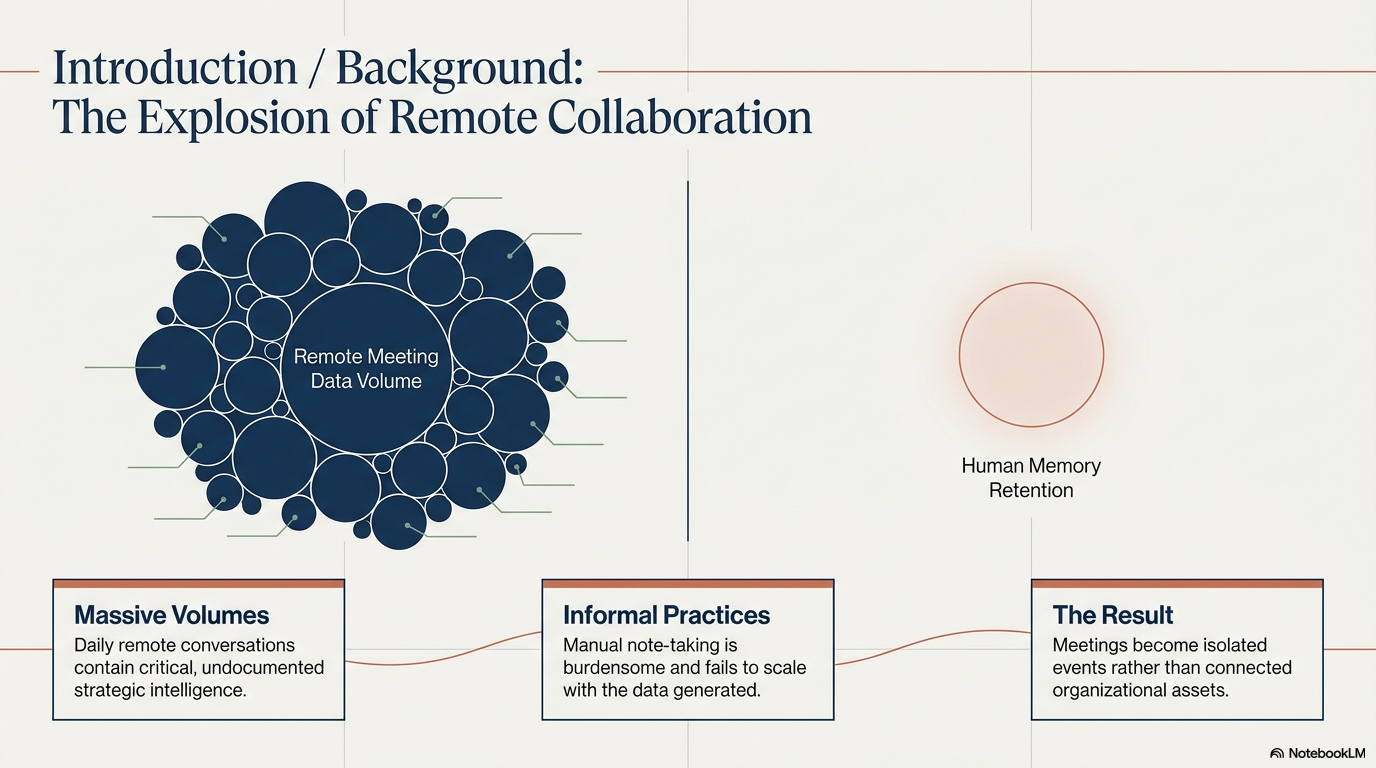 Introduction / Background:
The Explosion of Remote Collaboration
Remote Meeting
Data Volume
Human Memory
Retention
Massive Volumes
Daily remote conversations
contain critical, undocumented
strategic intelligence.
Informal Practices
Manual note-taking is
burdensome and fails to scale
with the data generated.
The Result
Meetings become isolated
events rather than connected
organizational assets.
NotebookLM